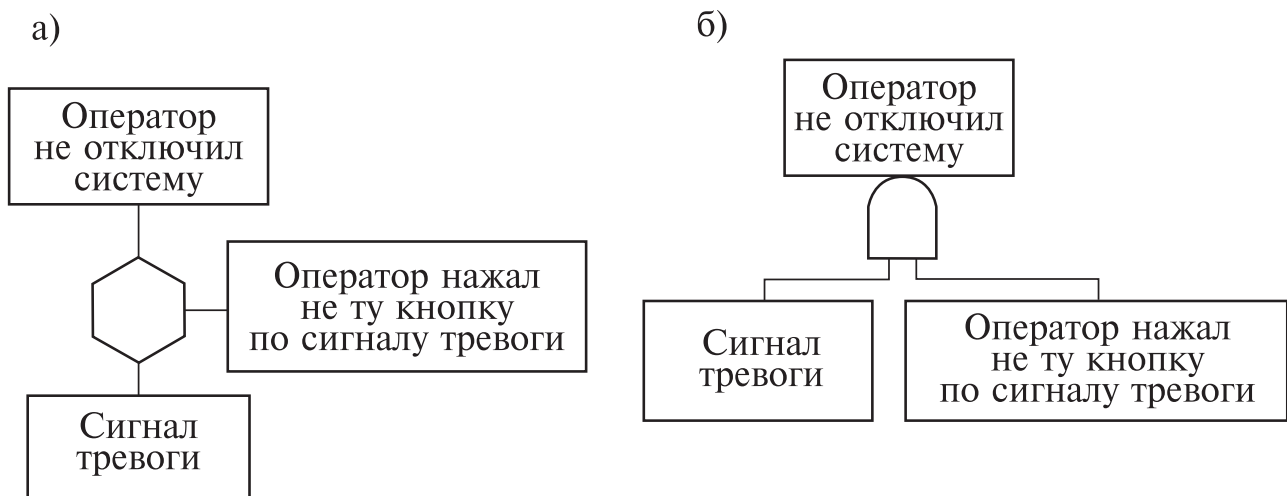 а)
Оператор
не отключил
систему
Оператор нажал
не ту кнопку
по сигналу тревоги
Сигнал
тревоги
б)
Оператор
не отключил
систему
Сигнал
тревоги
Оператор нажал
не ту кнопку
по сигналу тревоги